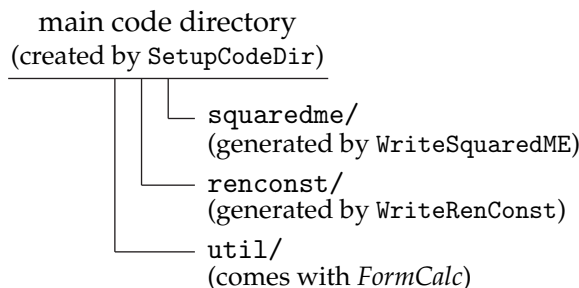 main code directory
(created by SetupCodeDir)
squaredme/
(generated by WriteSquaredME)
renconst/
(generated by WriteRenConst)
util/
(comes with FormCalc)